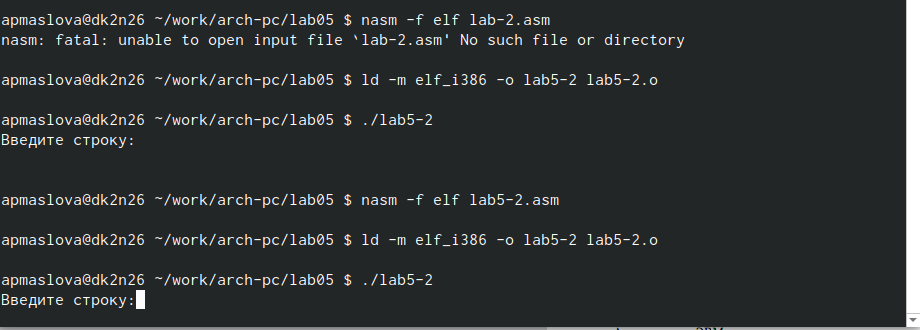 apmaslova@dk2n26 ~/work/arch-pc/lab05 $ nasm -f elf lab-2.asm
nasm: fatal: unable to open input file `lab-2.asm' No such file or directory
apmaslova@dk2n26 ~/work/arch-pc/lab05 $ ld -m elf_i386 -o lab5-2 lab5-2.o
apmaslova@dk2n26 ~/work/arch-pc/lab05 $ ./lab5-2
Введите строку:
apmaslova@dk2n26 ~/work/arch-pc/lab05 $ nasm -f elf lab5-2.asm
apmaslova@dk2n26 ~/work/arch-pc/lab05 $ ld -m elf_i386 -o lab5-2 lab5-2.o
apmaslova@dk2n26 ~/work/arch-pc/lab05 $ ./lab5-2
Введите строку: